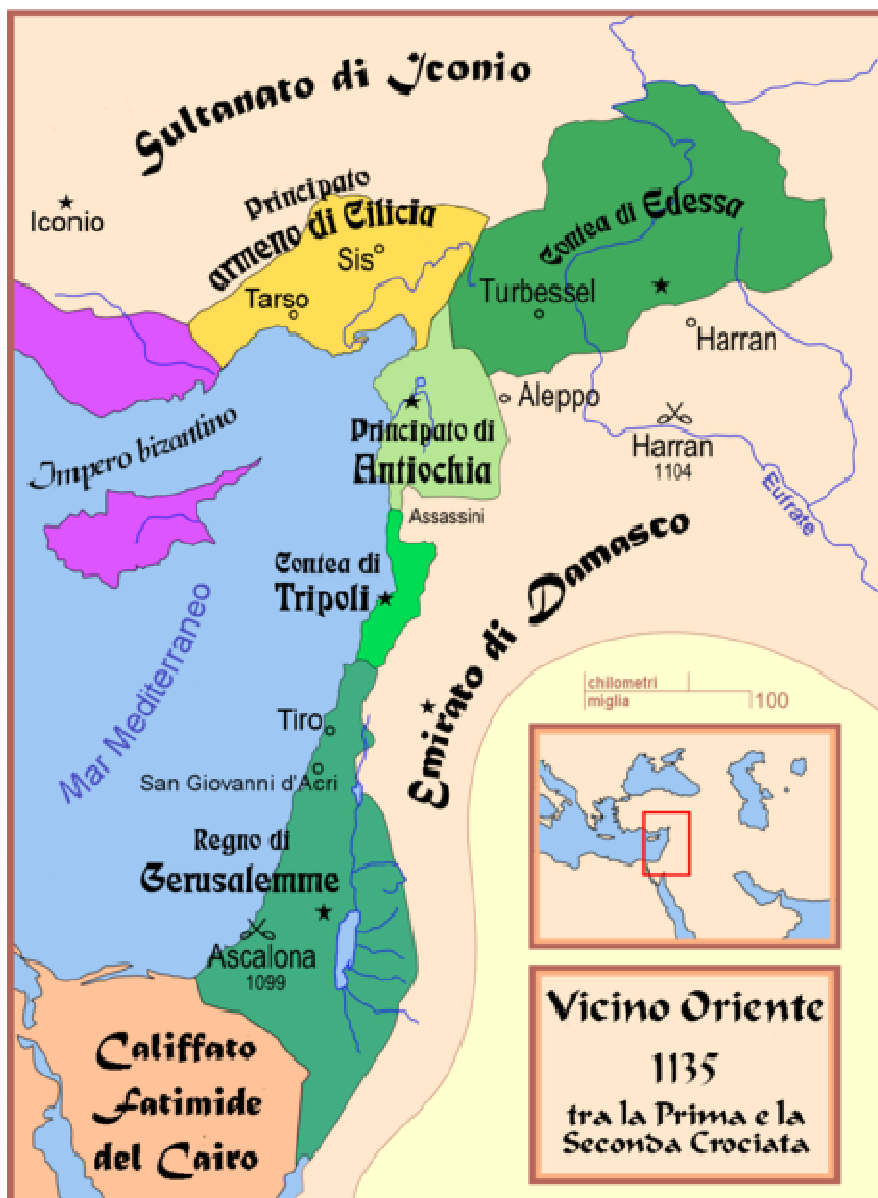 Sultanato di Iconio
Iconio
Principato
armeno di Cilicia
Sis
Tarso
Contea di Edessa
Turbessel
Harran
Aleppo
Harran
1104
Eufrate
Impero bizantino
Principato di
Antiochia
Assassini
Contea di
Tripoli
Emirato di Damasco
Mar Mediterraneo
chilometri
miglia
100
Tiro
San Giovanni d'Acri
Regno di
Gerusalemme
Ascalona
1099
Califfato
Fatimide
del Cairo
Vicino Oriente
1135
tra la Prima e la
Seconda Crociata